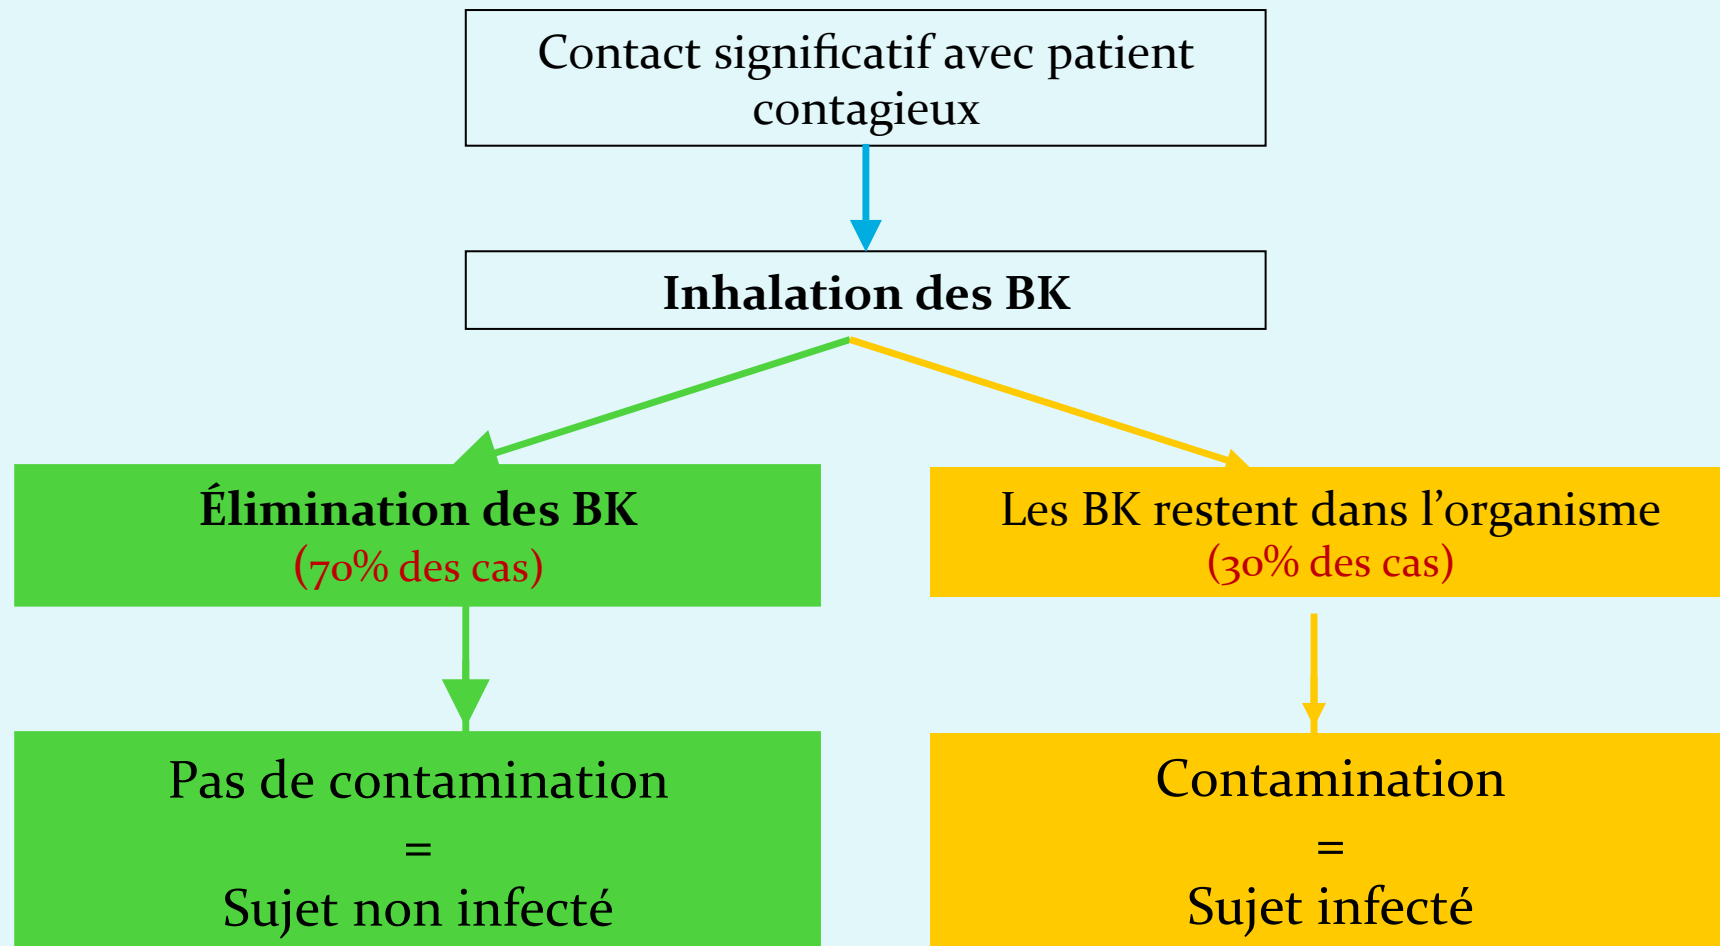 Contact significatif avec patient
contagieux
Inhalation des BK
Élimination des BK
(70% des cas)
Les BK restent dans l’organisme
(30% des cas)
Pas de contamination
=
Sujet non infecté
Contamination
=
Sujet infecté